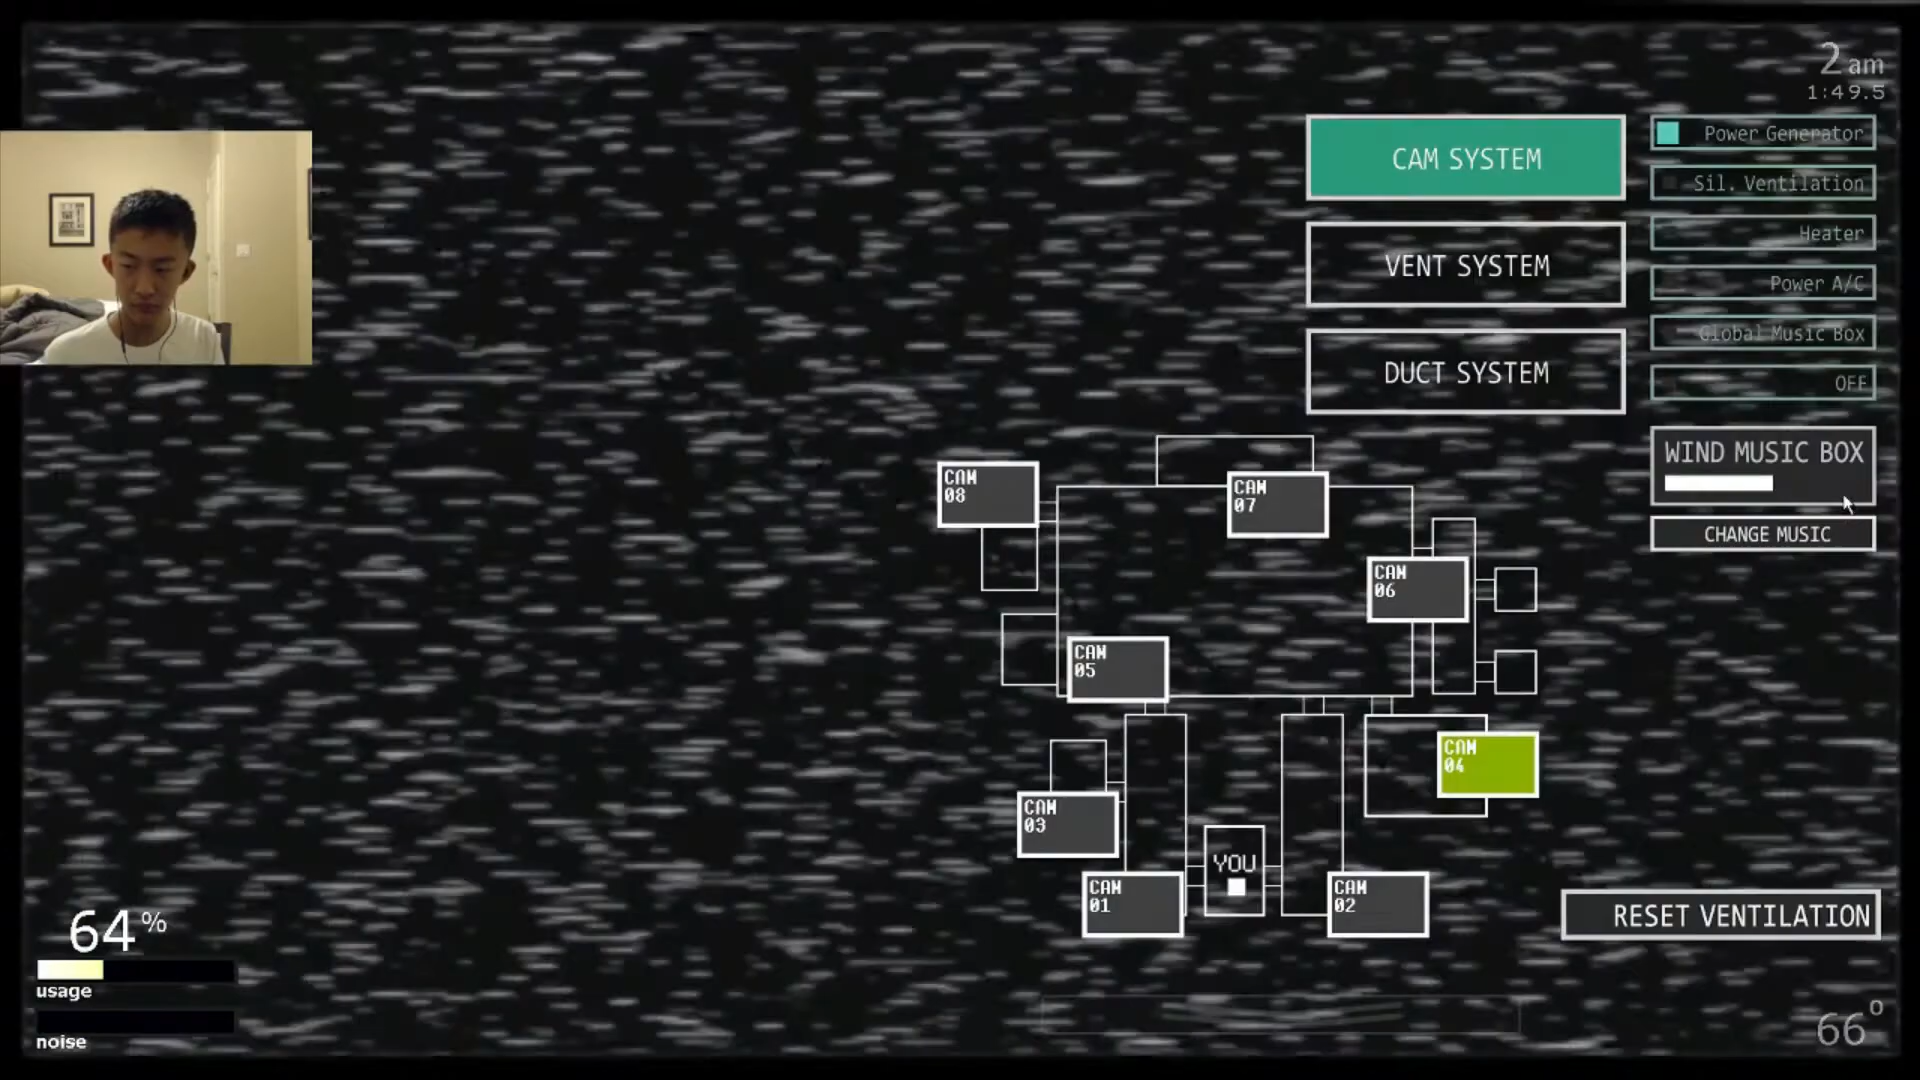 2 am
1:49.5
CAM SYSTEM
Power Generator
Sil. Ventilation
VENT SYSTEM
Heater
Power A/C
Global Music Box
DUCT SYSTEM
OFF
WIND MUSIC BOX
CHANGE MUSIC
CAM
08
CAM
07
CAM
06
CAM
05
CAM
04
CAM
03
YOU
CAM
01
CAM
02
RESET VENTILATION
64%
usage
noise
66°